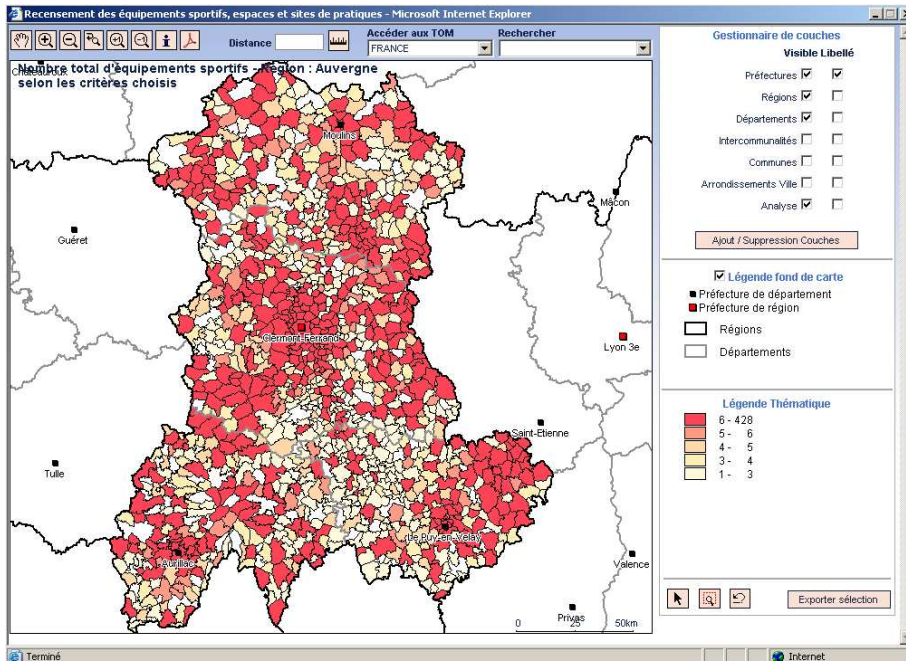 Recensement des équipements sportifs, espaces et sites de pratiques - Microsoft Internet Explorer
Distance
Accéder aux TOM
FRANCE
Rechercher
Nombre total d'équipements sportifs - Région : Auvergne
selon les critères choisis
Châteauroux
Moulins
Mâcon
Guéret
Clermont-Ferrand
Lyon 3e
Saint-Etienne
Tulle
Le Puy-en-Velay
Aurillac
Valence
Privas
0 25 50km
Gestionnaire de couches
Visible Libellé
Préfectures
Régions
Départements
Intercommunalités
Communes
Arrondissements Ville
Analyse
Ajout / Suppression Couches
Légende fond de carte
Préfecture de département
Préfecture de région
Régions
Départements
Légende Thématique
6 - 428
5 - 6
4 - 5
3 - 4
1 - 3
Exporter sélection
Terminé
Internet